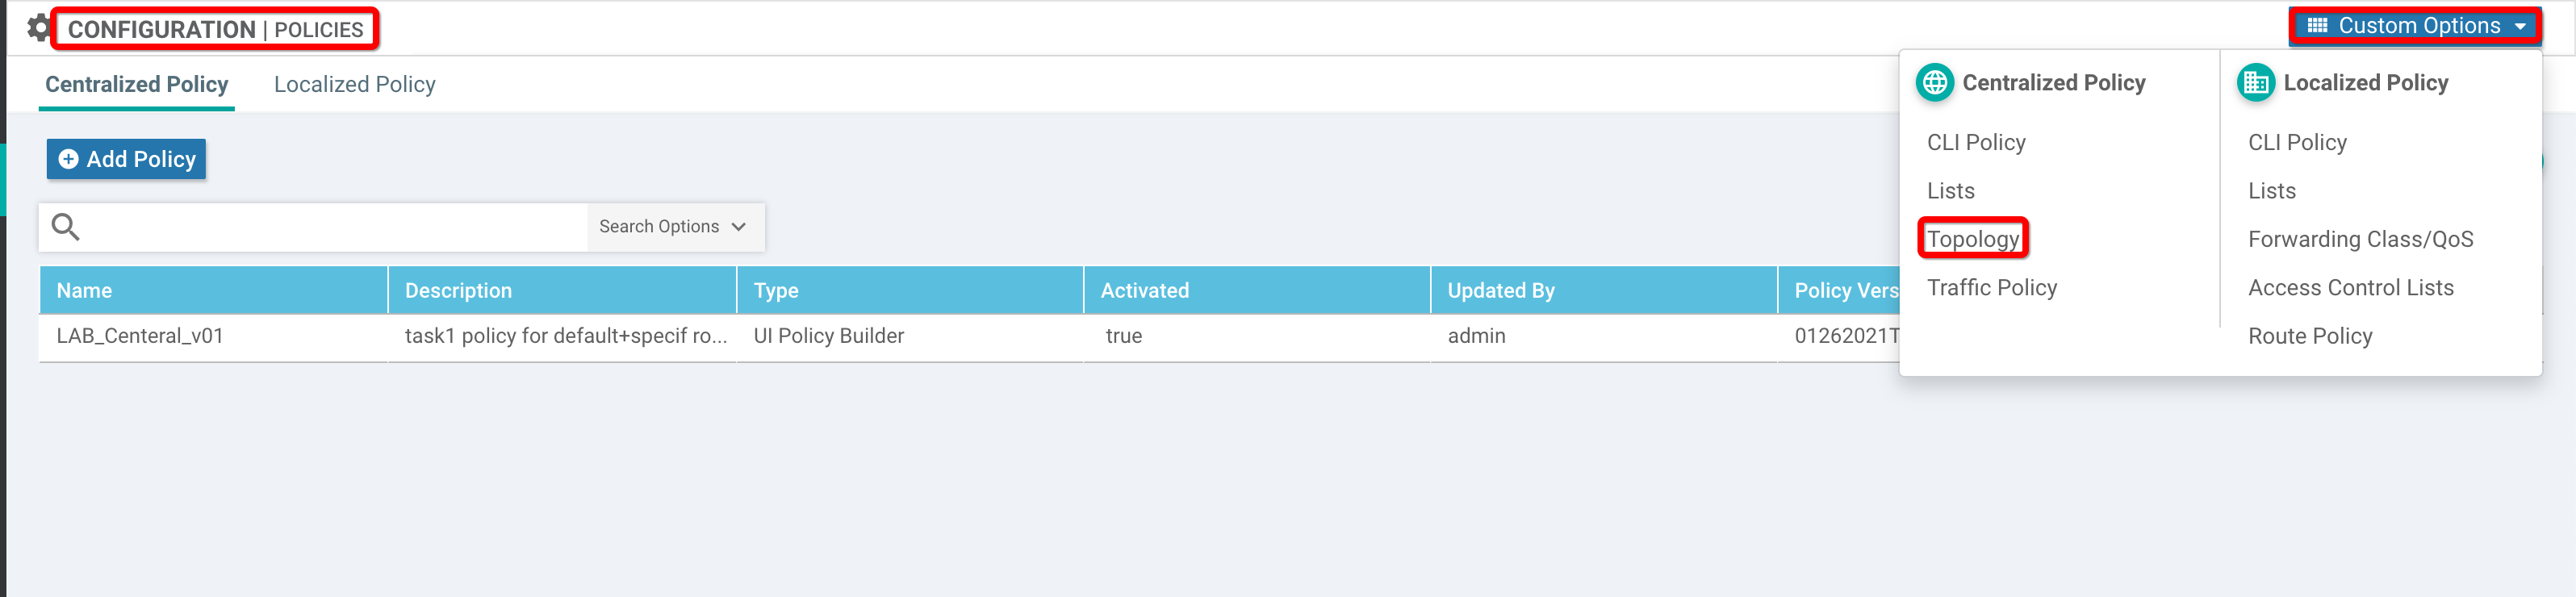 CONFIGURATION | POLICIES
Custom Options
Centralized Policy
Localized Policy
Centralized Policy
CLI Policy
Lists
Topology
Traffic Policy
Localized Policy
CLI Policy
Lists
Forwarding Class/QoS
Access Control Lists
Route Policy
Add Policy
Search Options
Name Description Type Activated Updated By Policy Vers
LAB_Centeral_v01 task1 policy for default+specif ro... UI Policy Builder true admin 01262021T